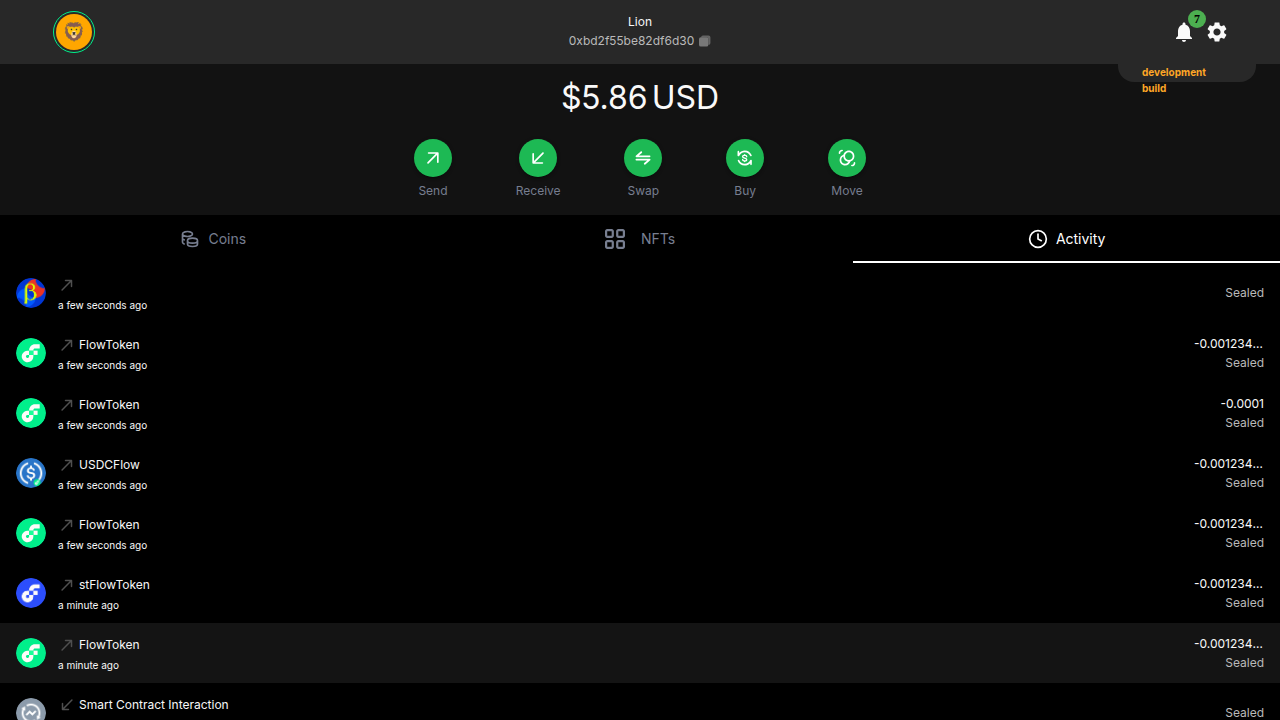 Lion
0xbd2f55be82df6d30
7
development
build
$5.86 USD
Send
Receive
Swap
Buy
Move
Coins
NFTs
Activity
β
a few seconds ago
Sealed
FlowToken
-0.001234...
a few seconds ago
Sealed
FlowToken
-0.0001
a few seconds ago
Sealed
USDCFlow
-0.001234...
a few seconds ago
Sealed
FlowToken
-0.001234...
a few seconds ago
Sealed
stFlowToken
-0.001234...
a minute ago
Sealed
FlowToken
-0.001234...
a minute ago
Sealed
Smart Contract Interaction
Sealed